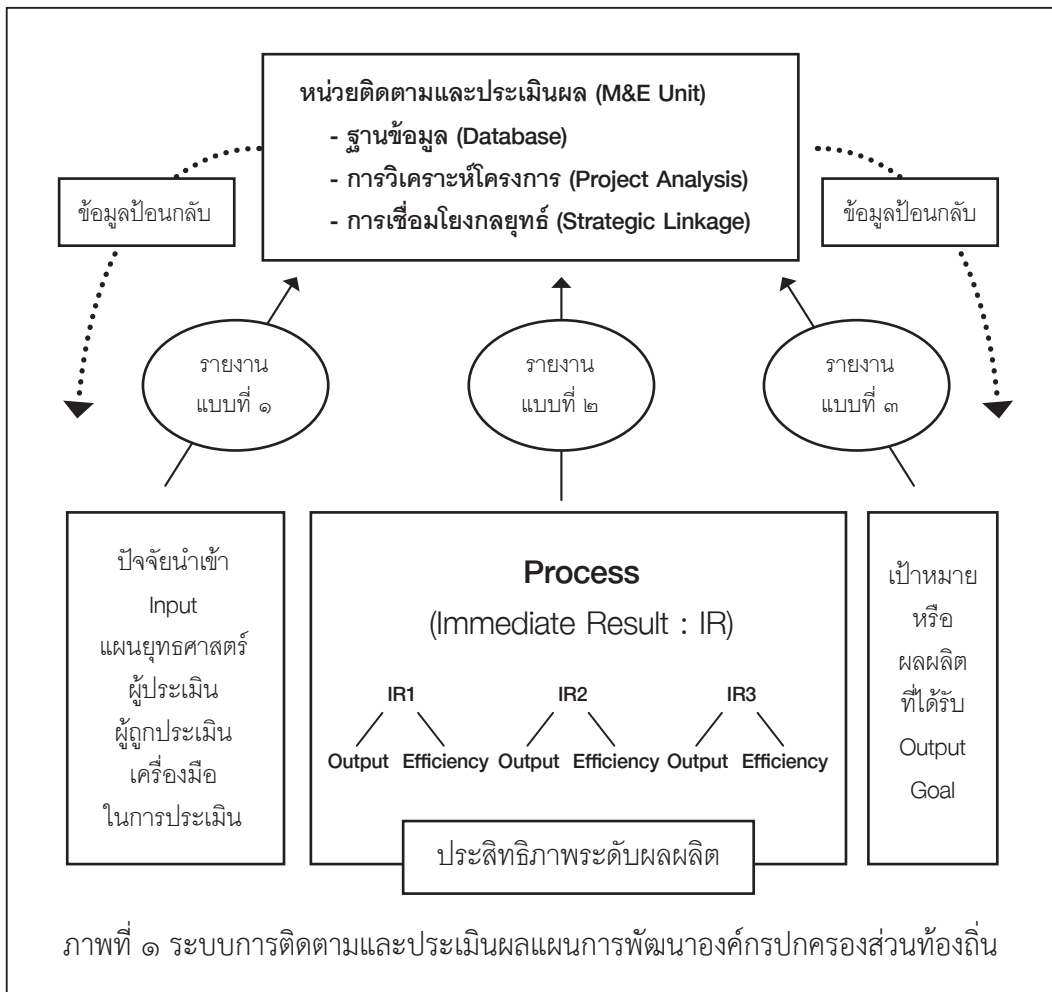 หน่วยติดตามและประเมินผล (M&E Unit)
- ฐานข้อมูล (Database)
- การวิเคราะห์โครงการ (Project Analysis)
- การเชื่อมโยงกลยุทธ์ (Strategic Linkage)
ข้อมูลป้อนกลับ
ข้อมูลป้อนกลับ
รายงาน
แบบที่ ๑
รายงาน
แบบที่ ๒
รายงาน
แบบที่ ๓
ปัจจัยนำเข้า
Input
แผนยุทธศาสตร์
ผู้ประเมิน
ผู้ถูกประเมิน
เครื่องมือ
ในการประเมิน
Process
(Immediate Result : IR)
IR1 IR2 IR3
Output Efficiency Output Efficiency Output Efficiency
ประสิทธิภาพระดับผลผลิต
เป้าหมาย
หรือ
ผลผลิต
ที่ได้รับ
Output
Goal
ภาพที่ ๑ ระบบการติดตามและประเมินผลแผนการพัฒนาองค์กรปกครองส่วนท้องถิ่น